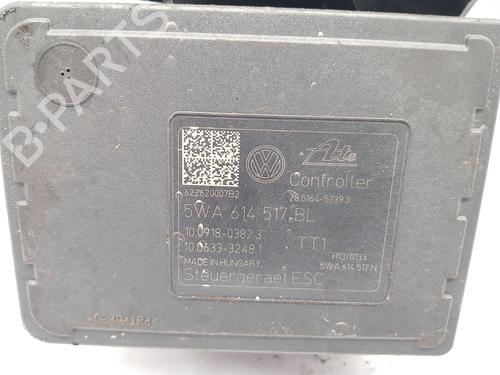 B-PARTS
Ate
Controller
622620007B2
28.5164-5739.3
5WA 614 517 BL
10.0918-0382.3
10.0633-3248.1
TT1
H13/0133
MADE IN HUNGARY
5WA 614 517 N
Steuergeraet ESC